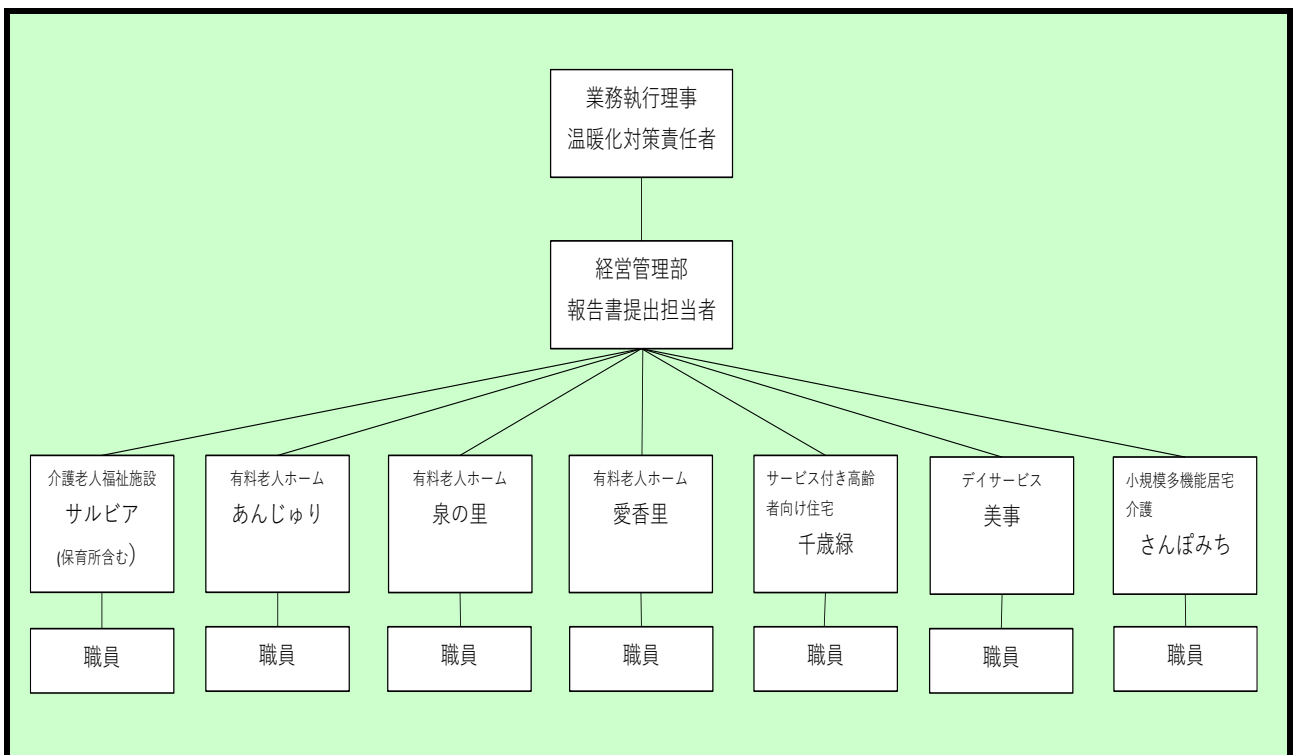 業務執行理事
温暖化対策責任者
経営管理部
報告書提出担当者
介護老人福祉施設
サルビア
(保育所含む)
有料老人ホーム
あんじゅり
有料老人ホーム
泉の里
有料老人ホーム
愛香里
サービス付き高齢
者向け住宅
千歳緑
デイサービス
美事
小規模多機能居宅
介護
さんぽみち
職員
職員
職員
職員
職員
職員
職員